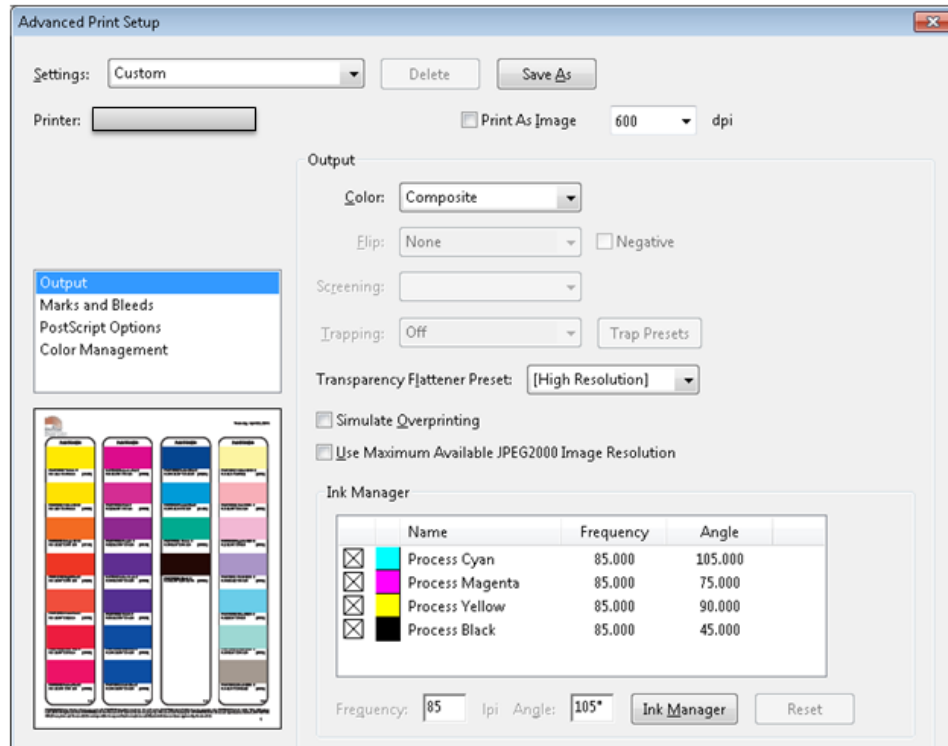 Advanced Print Setup
Settings: Custom Delete Save As
Printer: Print As Image 600 dpi
Output
Color: Composite
Flip: None Negative
Screening:
Trapping: Off Trap Presets
Transparency Flattener Preset: [High Resolution]
Simulate Overprinting
Use Maximum Available JPEG2000 Image Resolution
Output
Marks and Bleeds
PostScript Options
Color Management
Ink Manager
Name Frequency Angle
Process Cyan 85.000 105.000
Process Magenta 85.000 75.000
Process Yellow 85.000 90.000
Process Black 85.000 45.000
Frequency: 85 lpi Angle: 105° Ink Manager Reset